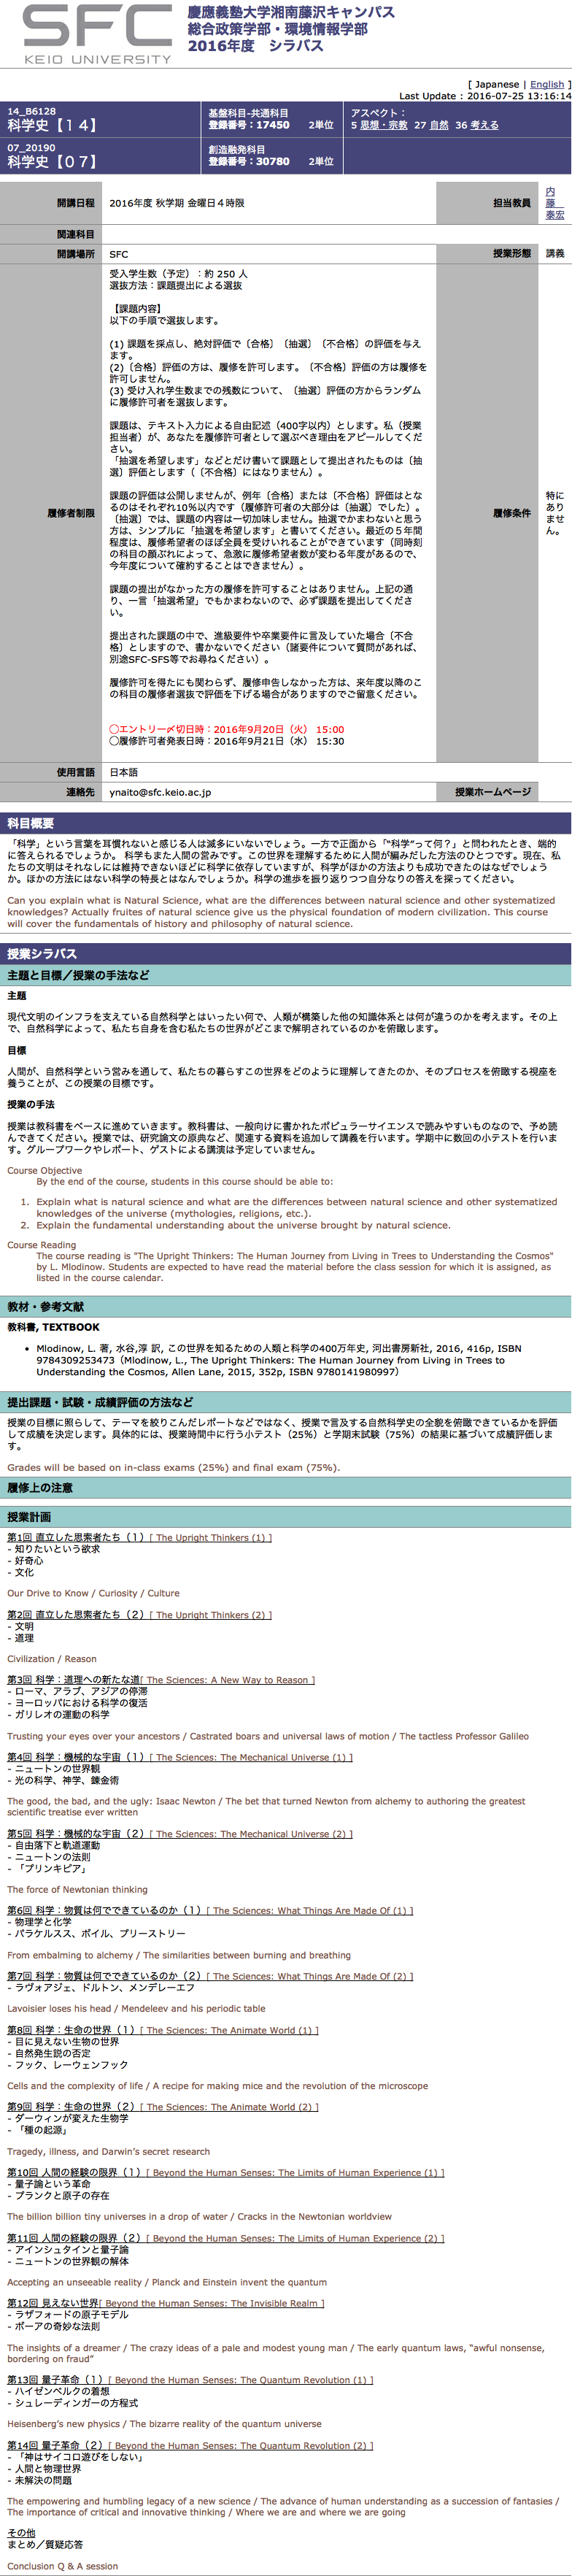 SFC
KEIO UNIVERSITY
慶應義塾大学湘南藤沢キャンパス
総合政策学部・環境情報学部
2016年度　シラバス
[ Japanese | English ]
Last Update : 2016-07-25 13:16:14
14_B6128
科学史【１４】
基盤科目-共通科目
登録番号：17450　　2単位
アスペクト：
5 思想・宗教 27 自然 36 考える
07_20190
科学史【０７】
創造融発科目
登録番号：30780　　2単位
開講日程
2016年度 秋学期 金曜日４時限
担当教員
内
藤
泰宏
関連科目
開講場所
SFC
授業形態
講義
履修者制限
受入学生数（予定）：約 250 人
選抜方法：課題提出による選抜
【課題内容】
以下の手順で選抜します。
(1) 課題を採点し、絶対評価で〔合格〕〔抽選〕〔不合格〕の評価を与え
ます。
(2)〔合格〕評価の方は、履修を許可します。〔不合格〕評価の方は履修を
許可しません。
(3) 受け入れ学生数までの残数について、〔抽選〕評価の方からランダム
に履修許可者を選抜します。
課題は、テキスト入力による自由記述（400字以内）とします。私（授業
担当者）が、あなたを履修許可者として選ぶべき理由をアピールしてくだ
さい。
「抽選を希望します」などとだけ書いて課題として提出されたものは〔抽
選〕評価とします（〔不合格〕にはなりません）。
課題の評価は公開しませんが、例年〔合格〕または〔不合格〕評価はとな
るのはそれぞれ10%以内です（履修許可者の大部分は〔抽選〕でした）。
〔抽選〕では、課題の内容は一切加味しません。抽選でかまわないと思う
方は、シンプルに「抽選を希望します」と書いてください。最近の５年間
程度は、履修希望者のほぼ全員を受けいれることができています（同時刻
の科目の顔ぶれによって、急激に履修希望者数が変わる年度があるので、
今年度について確約することはできません）。
課題の提出がなかった方の履修を許可することはありません。上記の通
り、一言「抽選希望」でもかまわないので、必ず課題を提出してくださ
い。
提出された課題の中で、進級要件や卒業要件に言及していた場合〔不合
格〕としますので、書かないでください（諸要件について質問があれば、
別途SFC-SFS等でお尋ねください）。
履修許可を得たにも関わらず、履修申告しなかった方は、来年度以降のこ
の科目の履修者選抜で評価を下げる場合がありますのでご留意ください。
◯エントリー〆切日時：2016年9月20日（火） 15:00
◯履修許可者発表日時：2016年9月21日（水） 15:30
履修条件
特に
あり
ませ
ん。
使用言語
日本語
連絡先
ynaito@sfc.keio.ac.jp
授業ホームページ
科目概要
「科学」という言葉を耳慣れないと感じる人は滅多にいないでしょう。一方で正面から「“科学”って何？」と問われたとき、端的
に答えられるでしょうか。 科学もまた人間の営みです。この世界を理解するために人間が編みだした方法のひとつです。現在、私
たちの文明はそれなしには維持できないほどに科学に依存していますが、科学がほかの方法よりも成功できたのはなぜでしょう
か。ほかの方法にはない科学の特長とはなんでしょうか。科学の進歩を振り返りつつ自分なりの答えを探ってください。
Can you explain what is Natural Science, what are the differences between natural science and other systematized
knowledges? Actually fruites of natural science give us the physical foundation of modern civilization. This course
will cover the fundamentals of history and philosophy of natural science.
授業シラバス
主題と目標／授業の手法など
主題
現代文明のインフラを支えている自然科学とはいったい何で、人類が構築した他の知識体系とは何が違うのかを考えます。その上
で、自然科学によって、私たち自身を含む私たちの世界がどこまで解明されているのかを俯瞰します。
目標
人間が、自然科学という営みを通して、私たちの暮らすこの世界をどのように理解してきたのか、そのプロセスを俯瞰する視座を
養うことが、この授業の目標です。
授業の手法
授業は教科書をベースに進めていきます。教科書は、一般向けに書かれたポピュラーサイエンスで読みやすいものなので、予め読
んできてください。授業では、研究論文の原典など、関連する資料を追加して講義を行います。学期中に数回の小テストを行いま
す。グループワークやレポート、ゲストによる講演は予定していません。
Course Objective
By the end of the course, students in this course should be able to:
1. Explain what is natural science and what are the differences between natural science and other systematized
knowledges of the universe (mythologies, religions, etc.).
2. Explain the fundamental understanding about the universe brought by natural science.
Course Reading
The course reading is "The Upright Thinkers: The Human Journey from Living in Trees to Understanding the Cosmos"
by L. Mlodinow. Students are expected to have read the material before the class session for which it is assigned, as
listed in the course calendar.
教材・参考文献
教科書, TEXTBOOK
• Mlodinow, L. 著, 水谷,淳 訳, この世界を知るための人類と科学の400万年史, 河出書房新社, 2016, 416p, ISBN
9784309253473（Mlodinow, L., The Upright Thinkers: The Human Journey from Living in Trees to
Understanding the Cosmos, Allen Lane, 2015, 352p, ISBN 9780141980997）
提出課題・試験・成績評価の方法など
授業の目標に照らして、テーマを絞りこんだレポートなどではなく、授業で言及する自然科学史の全貌を俯瞰できているかを評価
して成績を決定します。具体的には、授業時間中に行う小テスト（25%）と学期末試験（75%）の結果に基づいて成績評価しま
す。
Grades will be based on in-class exams (25%) and final exam (75%).
履修上の注意
授業計画
第1回 直立した思索者たち（１）[ The Upright Thinkers (1) ]
- 知りたいという欲求
- 好奇心
- 文化
Our Drive to Know / Curiosity / Culture
第2回 直立した思索者たち（２）[ The Upright Thinkers (2) ]
- 文明
- 道理
Civilization / Reason
第3回 科学：道理への新たな道[ The Sciences: A New Way to Reason ]
- ローマ、アラブ、アジアの停滞
- ヨーロッパにおける科学の復活
- ガリレオの運動の科学
Trusting your eyes over your ancestors / Castrated boars and universal laws of motion / The tactless Professor Galileo
第4回 科学：機械的な宇宙（１）[ The Sciences: The Mechanical Universe (1) ]
- ニュートンの世界観
- 光の科学、神学、錬金術
The good, the bad, and the ugly: Isaac Newton / The bet that turned Newton from alchemy to authoring the greatest
scientific treatise ever written
第5回 科学：機械的な宇宙（２）[ The Sciences: The Mechanical Universe (2) ]
- 自由落下と軌道運動
- ニュートンの法則
- 「プリンキピア」
The force of Newtonian thinking
第6回 科学：物質は何でできているのか（１）[ The Sciences: What Things Are Made Of (1) ]
- 物理学と化学
- パラケルスス、ボイル、プリーストリー
From embalming to alchemy / The similarities between burning and breathing
第7回 科学：物質は何でできているのか（２）[ The Sciences: What Things Are Made Of (2) ]
- ラヴォアジェ、ドルトン、メンデレーエフ
Lavoisier loses his head / Mendeleev and his periodic table
第8回 科学：生命の世界（１）[ The Sciences: The Animate World (1) ]
- 目に見えない生物の世界
- 自然発生説の否定
- フック、レーウェンフック
Cells and the complexity of life / A recipe for making mice and the revolution of the microscope
第9回 科学：生命の世界（２）[ The Sciences: The Animate World (2) ]
- ダーウィンが変えた生物学
- 「種の起源」
Tragedy, illness, and Darwin’s secret research
第10回 人間の経験の限界（１）[ Beyond the Human Senses: The Limits of Human Experience (1) ]
- 量子論という革命
- プランクと原子の存在
The billion billion tiny universes in a drop of water / Cracks in the Newtonian worldview
第11回 人間の経験の限界（２）[ Beyond the Human Senses: The Limits of Human Experience (2) ]
- アインシュタインと量子論
- ニュートンの世界観の解体
Accepting an unseeable reality / Planck and Einstein invent the quantum
第12回 見えない世界[ Beyond the Human Senses: The Invisible Realm ]
- ラザフォードの原子モデル
- ボーアの奇妙な法則
The insights of a dreamer / The crazy ideas of a pale and modest young man / The early quantum laws, “awful nonsense,
bordering on fraud”
第13回 量子革命（１）[ Beyond the Human Senses: The Quantum Revolution (1) ]
- ハイゼンベルクの着想
- シュレーディンガーの方程式
Heisenberg’s new physics / The bizarre reality of the quantum universe
第14回 量子革命（２）[ Beyond the Human Senses: The Quantum Revolution (2) ]
- 「神はサイコロ遊びをしない」
- 人間と物理世界
- 未解決の問題
The empowering and humbling legacy of a new science / The advance of human understanding as a succession of fantasies /
The importance of critical and innovative thinking / Where we are and where we are going
その他
まとめ／質疑応答
Conclusion Q & A session